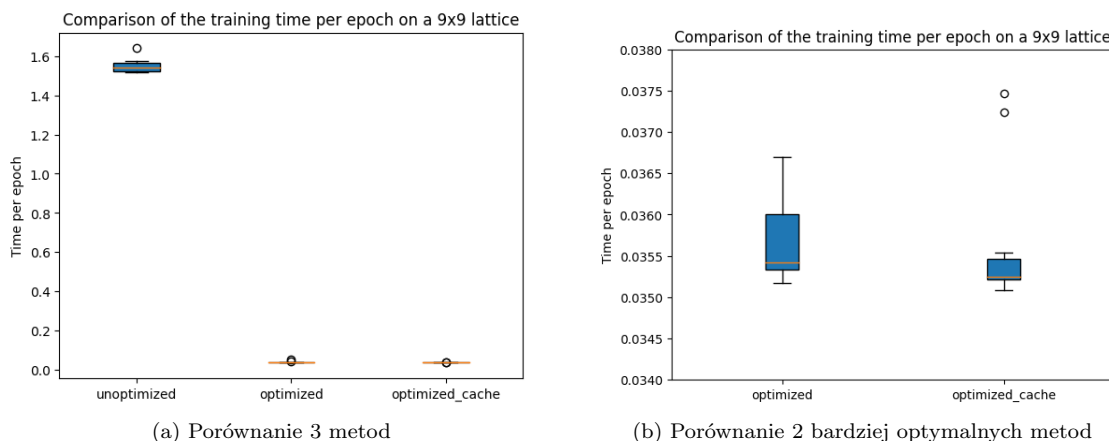 Comparison of the training time per epoch on a 9x9 lattice
Time per epoch
1.6
1.4
1.2
1.0
0.8
0.6
0.4
0.2
0.0
unoptimized optimized optimized_cache
(a) Porównanie 3 metod
Comparison of the training time per epoch on a 9x9 lattice
Time per epoch
0.0380
0.0375
0.0370
0.0365
0.0360
0.0355
0.0350
0.0345
0.0340
optimized optimized_cache
(b) Porównanie 2 bardziej optymalnych metod